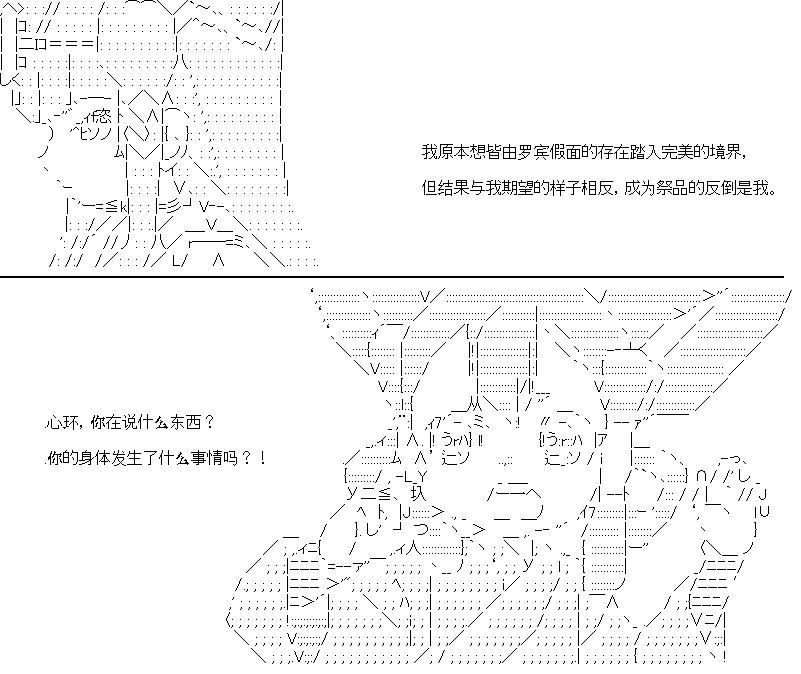 我原本想皆由罗宾假面的存在踏入完美的境界，
但结果与我期望的样子相反，成为祭品的反倒是我。
心环，你在说什么东西？
你的身体发生了什么事情吗？！